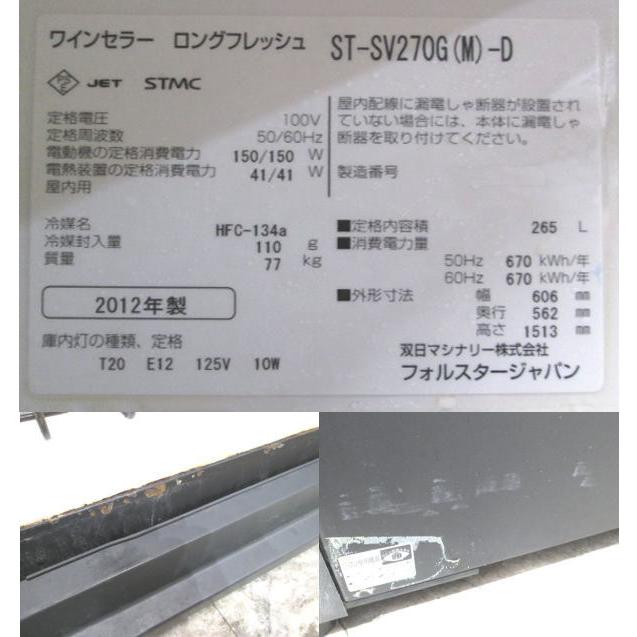 ワインセラー ロングフレッシュ ST-SV270G(M)-D
PSE JET STMC
定格電圧 100V
定格周波数 50/60Hz
電動機の定格消費電力 150/150 W
電熱装置の定格消費電力 41/41 W
屋内用
屋内配線に漏電しゃ断器が設置され
ていない場合には、本体に漏電しゃ
断器を取り付けてください。
製造番号
冷媒名 HFC-134a
冷媒封入量 110 g
質量 77 kg
2012年製
庫内灯の種類、定格
T20 E12 125V 10W
■定格内容積 265 L
■消費電力量
50Hz 670 kWh/年
60Hz 670 kWh/年
■外形寸法 幅 606 mm
奥行 562 mm
高さ 1513 mm
双日マシナリー株式会社
フォルスタージャパン